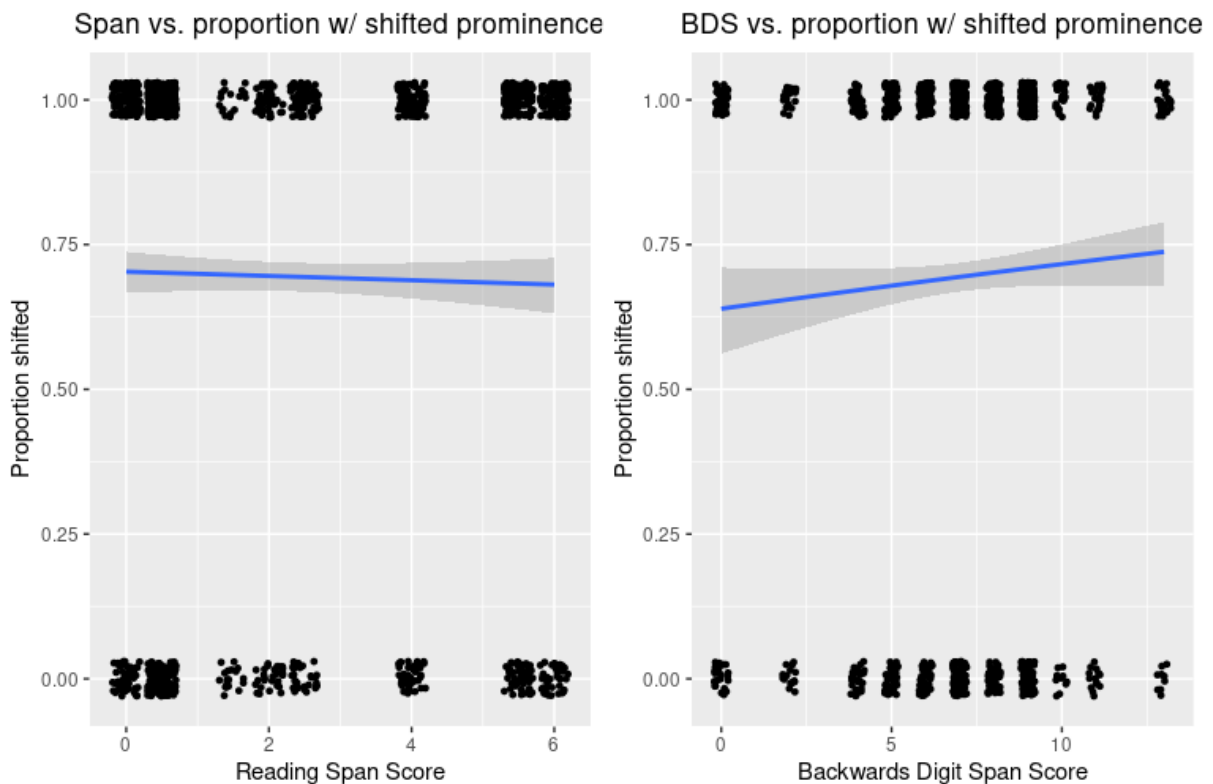 Span vs. proportion w/ shifted prominence
Proportion shifted
1.00
0.75
0.50
0.25
0.00
0 2 4 6
Reading Span Score
BDS vs. proportion w/ shifted prominence
Proportion shifted
1.00
0.75
0.50
0.25
0.00
0 5 10
Backwards Digit Span Score